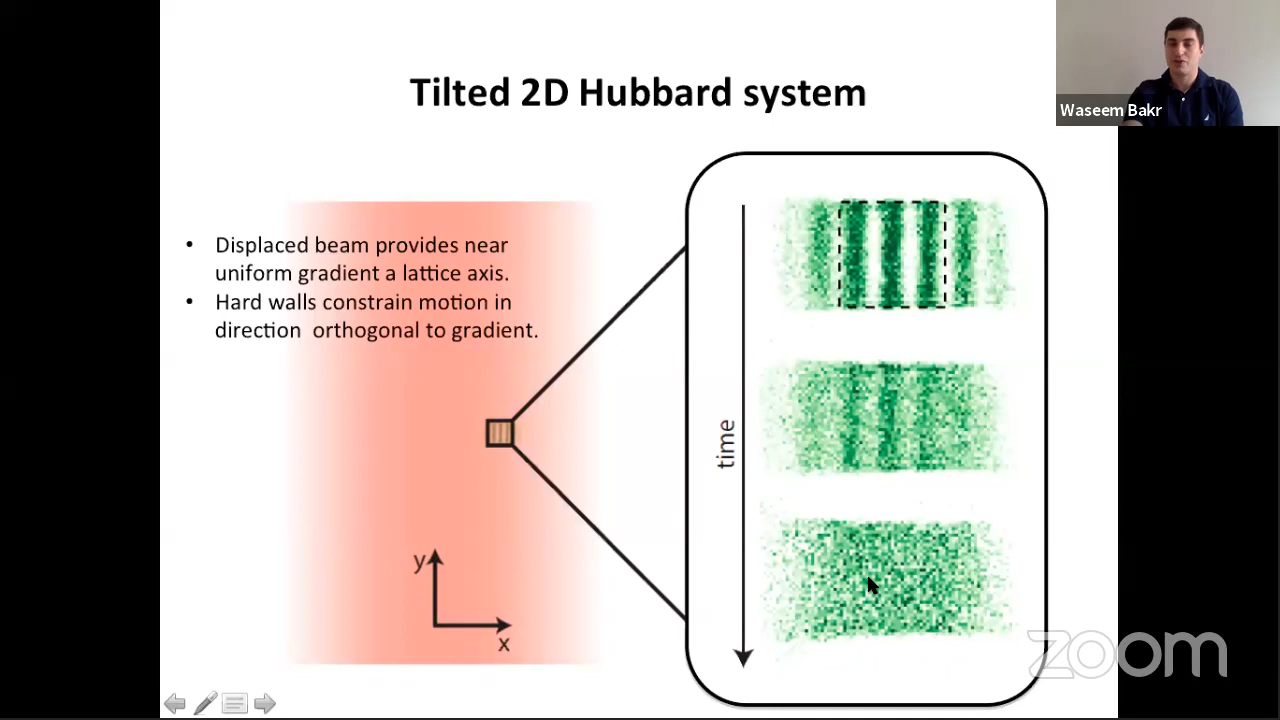 Tilted 2D Hubbard system
Waseem Bakr
• Displaced beam provides near
uniform gradient a lattice axis.
• Hard walls constrain motion in
direction orthogonal to gradient.
time
y
x
zoom